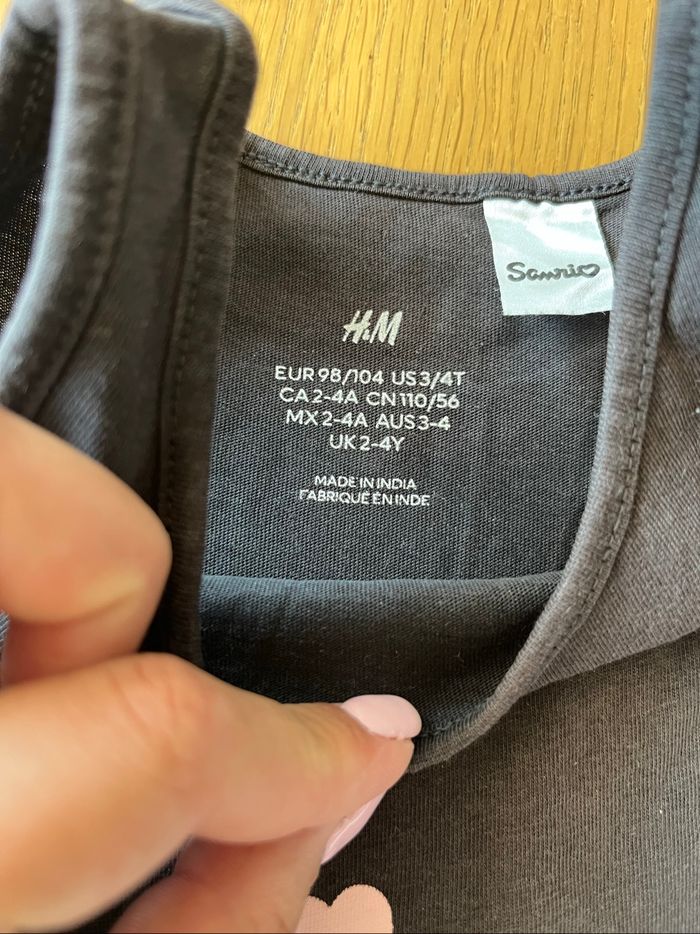 Sanrio
H&M
EUR 98/104 US 3/4T
CA 2-4A CN 110/56
MX 2-4A AUS 3-4
UK 2-4Y
MADE IN INDIA
FABRIQUÉ EN INDE